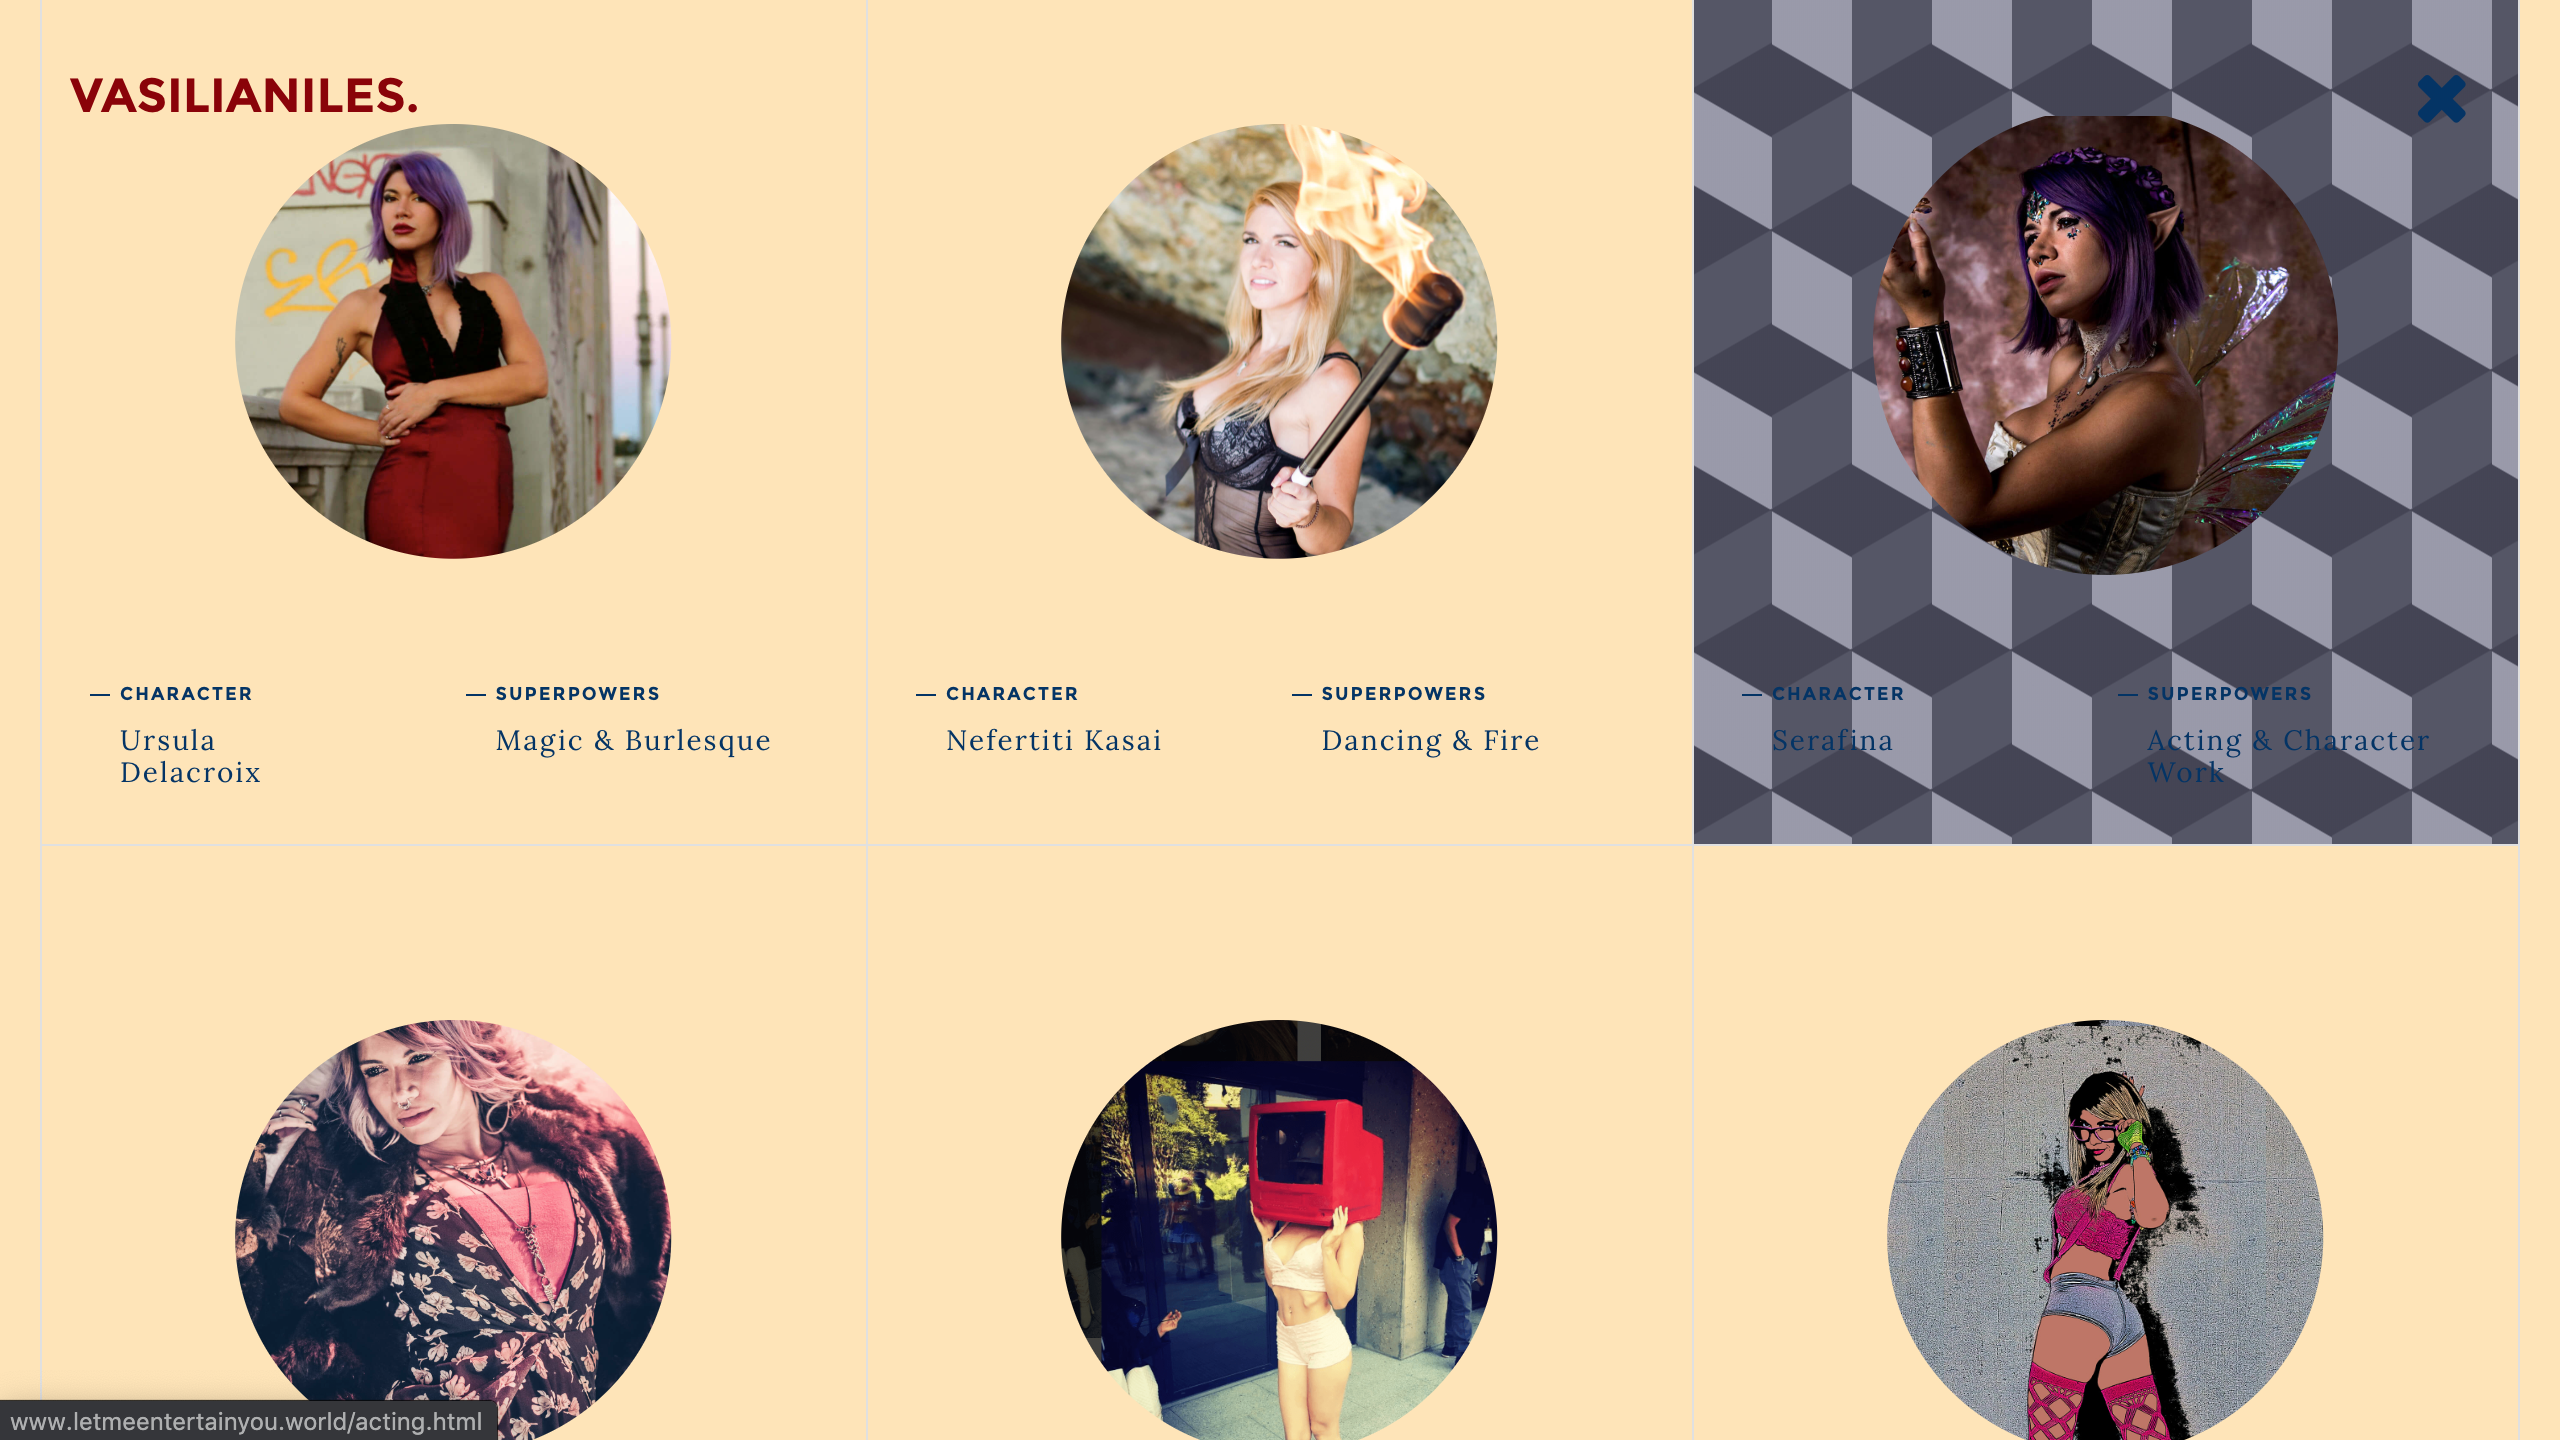 VASILIANILES.
CHARACTER
Ursula
Delacroix
SUPERPOWERS
Magic & Burlesque
CHARACTER
Nefertiti Kasai
SUPERPOWERS
Dancing & Fire
CHARACTER
Serafina
SUPERPOWERS
Acting & Character
Work
www.letmeentertainyou.world/acting.html